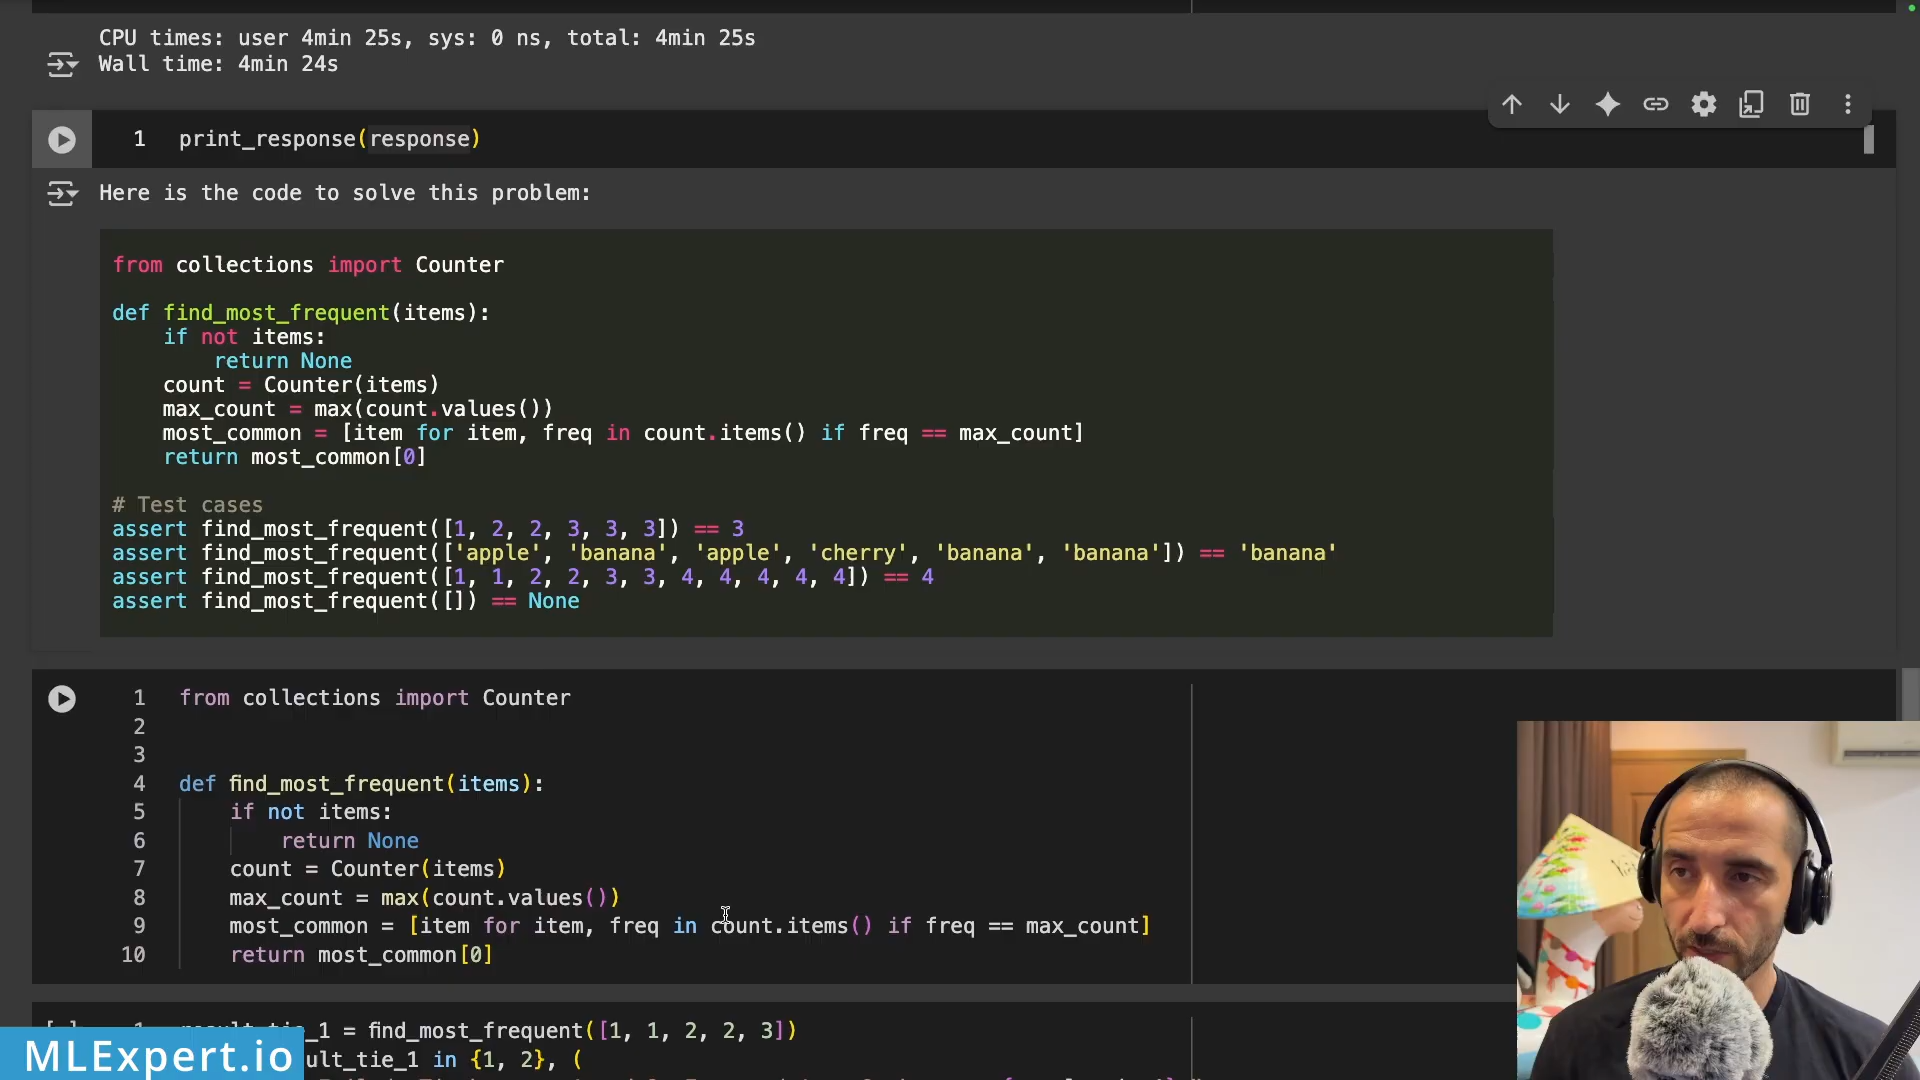 CPU times: user 4min 25s, sys: 0 ns, total: 4min 25s
Wall time: 4min 24s
1 print_response(response)
Here is the code to solve this problem:
from collections import Counter
def find_most_frequent(items):
    if not items:
        return None
    count = Counter(items)
    max_count = max(count.values())
    most_common = [item for item, freq in count.items() if freq == max_count]
    return most_common[0]
# Test cases
assert find_most_frequent([1, 2, 2, 3, 3, 3]) == 3
assert find_most_frequent(['apple', 'banana', 'apple', 'cherry', 'banana', 'banana']) == 'banana'
assert find_most_frequent([1, 1, 2, 2, 3, 3, 4, 4, 4, 4, 4]) == 4
assert find_most_frequent([]) == None
1 from collections import Counter
2
3
4 def find_most_frequent(items):
5     if not items:
6         return None
7     count = Counter(items)
8     max_count = max(count.values())
9     most_common = [item for item, freq in count.items() if freq == max_count]
10     return most_common[0]
_1 = find_most_frequent([1, 1, 2, 2, 3])
ult_tie_1 in {1, 2}, (
MLExpert.io